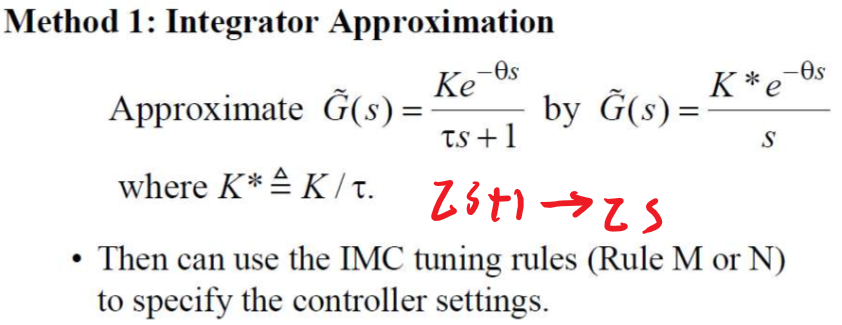 Method 1: Integrator Approximation
Approximate G̃(s) = Ke^−θs / τs + 1 by G̃(s) = K * e^−θs / s
where K* ≜ K / τ.
τs+1 → τs
• Then can use the IMC tuning rules (Rule M or N)
to specify the controller settings.